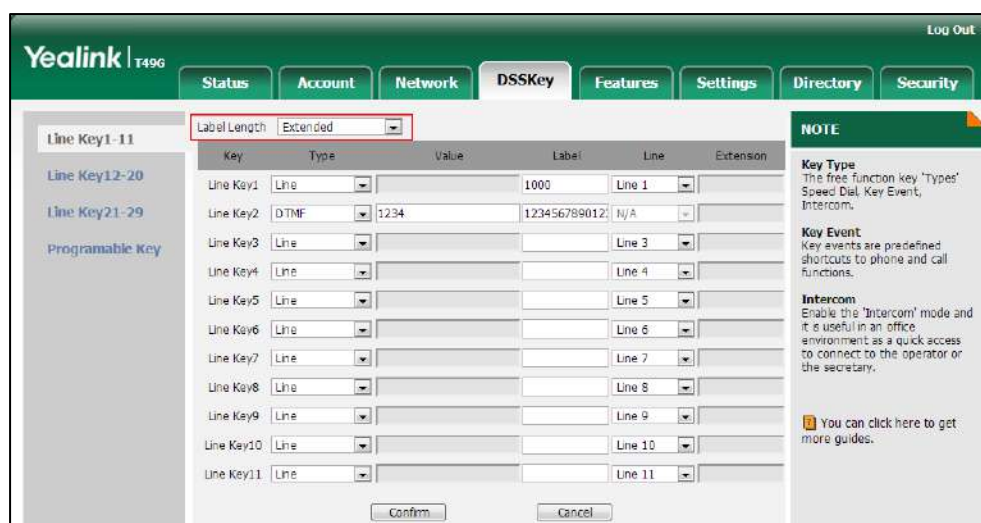 Log Out
Yealink T49G
Status Account Network DSSKey Features Settings Directory Security
Line Key1-11
Line Key12-20
Line Key21-29
Programable Key
Label Length Extended
Key Type Value Label Line Extension
Line Key1 Line 1000 Line 1
Line Key2 DTMF 1234 123456789012 N/A
Line Key3 Line Line 3
Line Key4 Line Line 4
Line Key5 Line Line 5
Line Key6 Line Line 6
Line Key7 Line Line 7
Line Key8 Line Line 8
Line Key9 Line Line 9
Line Key10 Line Line 10
Line Key11 Line Line 11
Confirm Cancel
NOTE
Key Type
The free function key 'Types'
Speed Dial, Key Event,
Intercom.
Key Event
Key events are predefined
shortcuts to phone and call
functions.
Intercom
Enable the 'Intercom' mode and
it is useful in an office
environment as a quick access
to connect to the operator or
the secretary.
You can click here to get
more guides.